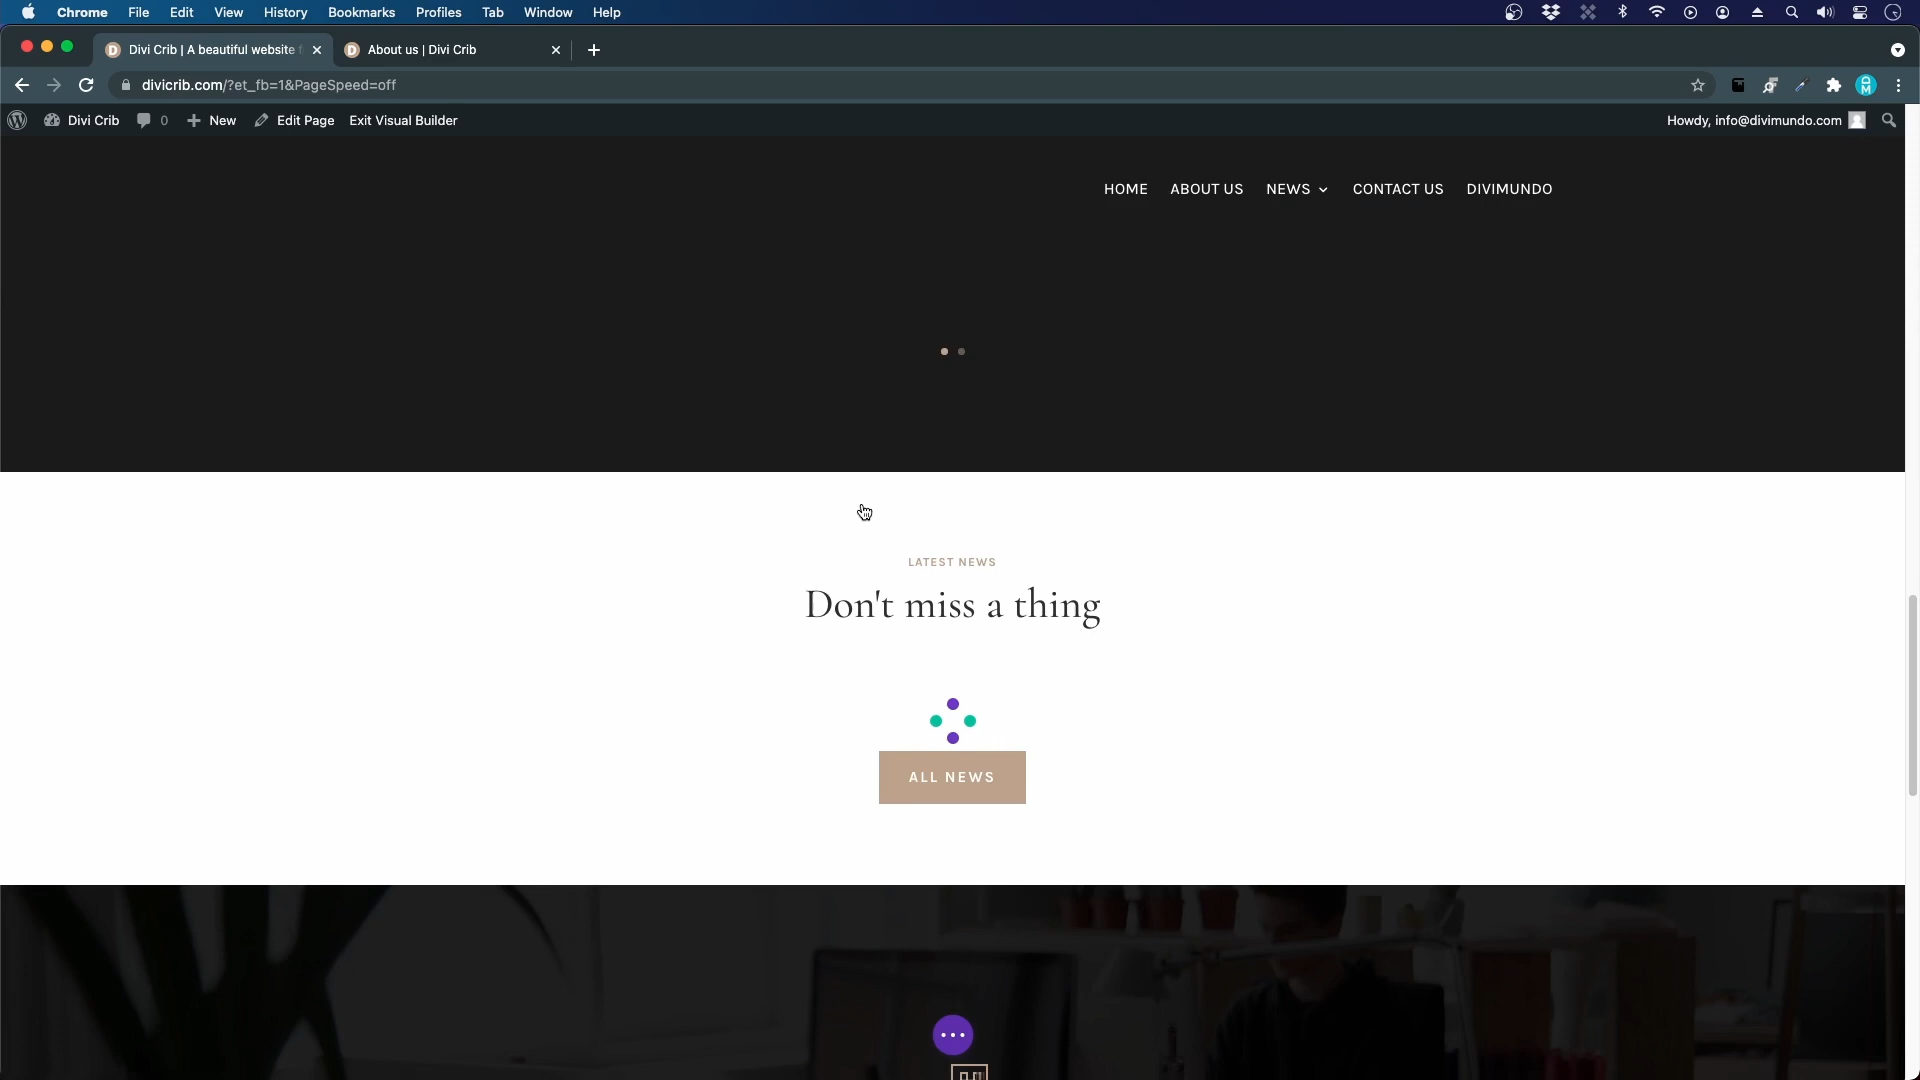 Chrome File Edit View History Bookmarks Profiles Tab Window Help
Divi Crib | A beautiful website
About us | Divi Crib
divicrib.com/?et_fb=1&PageSpeed=off
Divi Crib 0 New Edit Page Exit Visual Builder
Howdy, info@divimundo.com
HOME ABOUT US NEWS CONTACT US DIVIMUNDO
LATEST NEWS
Don't miss a thing
ALL NEWS